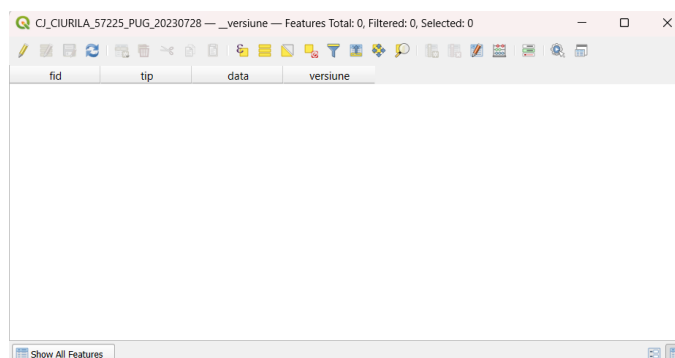 CJ_CIURILA_57225_PUG_20230728 — __versiune — Features Total: 0, Filtered: 0, Selected: 0
fid tip data versiune
Show All Features